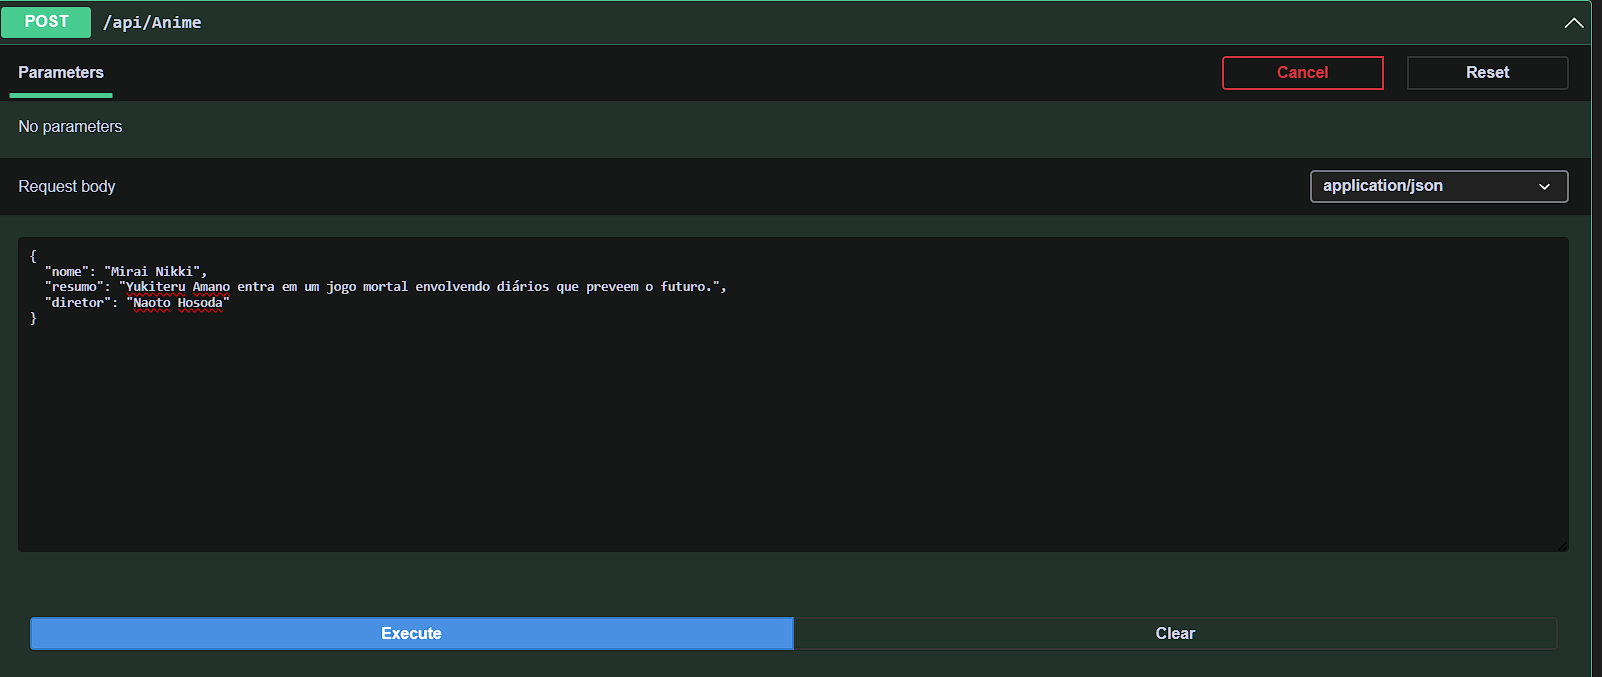 POST /api/Anime
Parameters
Cancel
Reset
No parameters
Request body
application/json
{
  "nome": "Mirai Nikki",
  "resumo": "Yukiteru Amano entra em um jogo mortal envolvendo diários que preveem o futuro.",
  "diretor": "Naoto Hosoda"
}
Execute
Clear